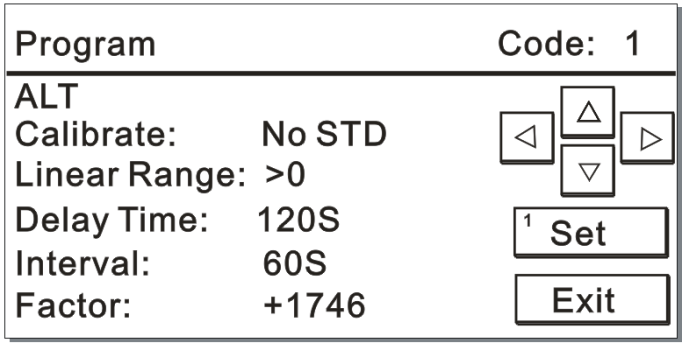 Program Code: 1
ALT
Calibrate: No STD
Linear Range: >0
Delay Time: 120S
Interval: 60S
Factor: +1746
1 Set
Exit